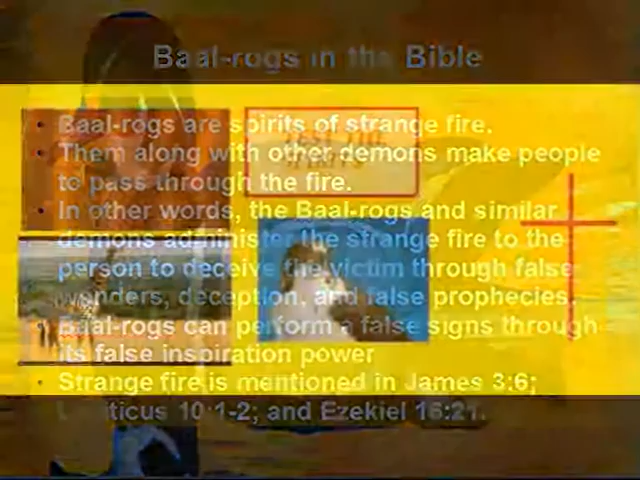 Baal-rogs in the Bible
• Baal-rogs are spirits of strange fire.
• Them along with other demons make people
to pass through the fire.
• In other words, the Baal-rogs and similar
demons administer the strange fire to the
person to deceive the victim through false
wonders, deception, and false prophecies.
• Baal-rogs can perform a false signs through
its false inspiration power
• Strange fire is mentioned in James 3:6;
Leviticus 10:1-2; and Ezekiel 16:21.